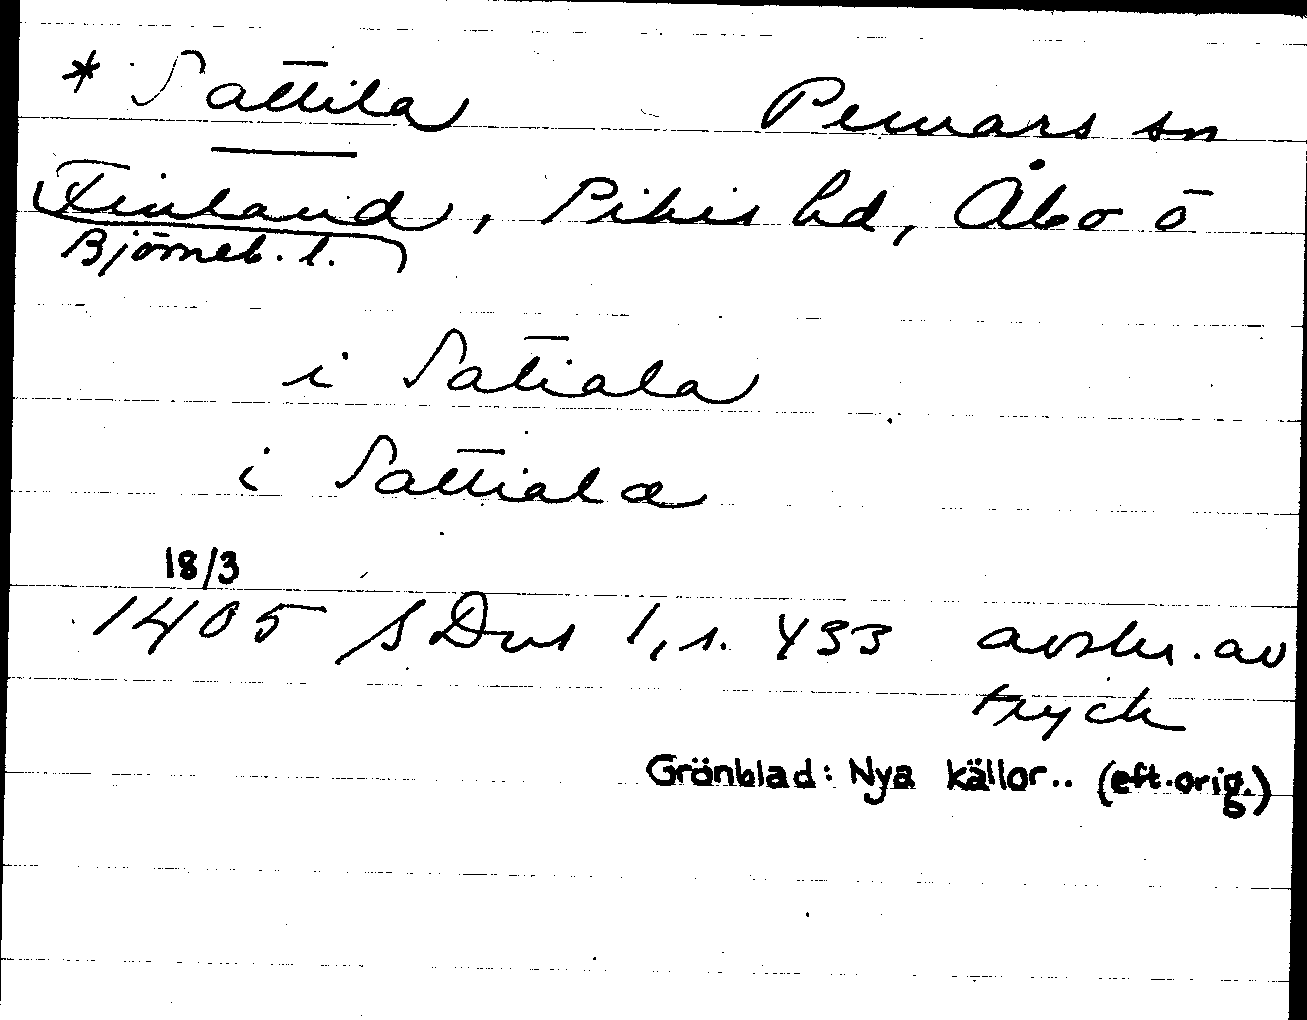 * Sattila Pemars sn
Finland, Pikis hd, Åbo o
Björneb. l.
i Satiala
i Sattiala
18/3
1405 SDns 1, s. 433 avskr. av
tryck
Grönblad: Nya källor.. (eft. orig.)